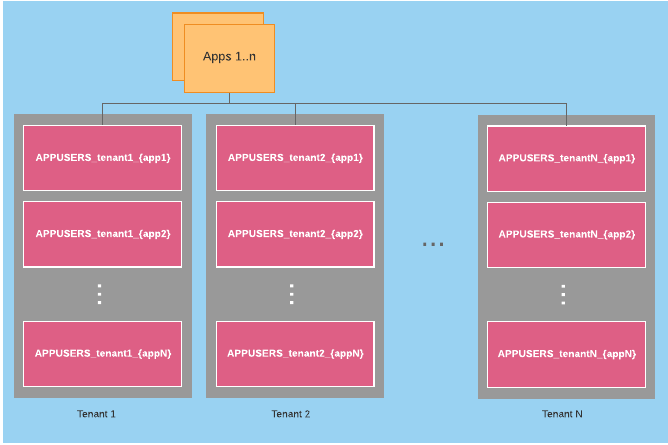 Apps 1..n
APPUSERS_tenant1_{app1}
APPUSERS_tenant1_{app2}
APPUSERS_tenant1_{appN}
Tenant 1
APPUSERS_tenant2_{app1}
APPUSERS_tenant2_{app2}
APPUSERS_tenant2_{appN}
Tenant 2
...
APPUSERS_tenantN_{app1}
APPUSERS_tenantN_{app2}
APPUSERS_tenantN_{appN}
Tenant N